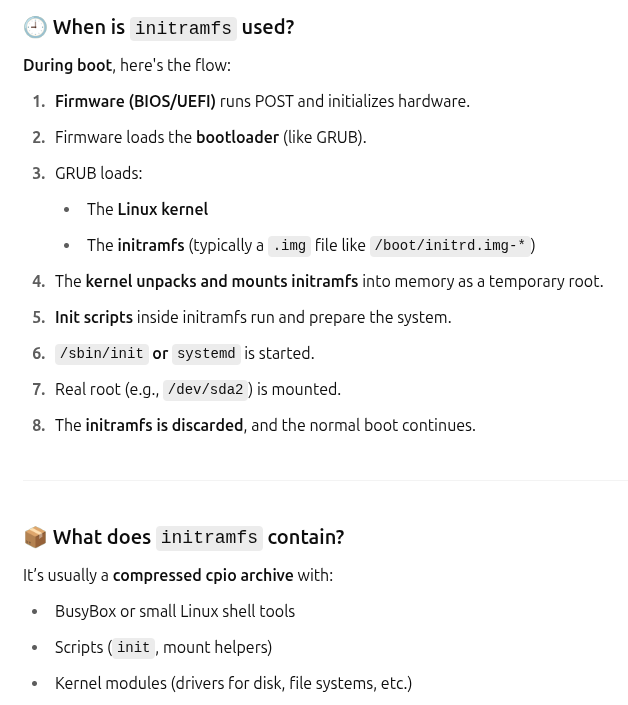 🕘 When is initramfs used?
During boot, here's the flow:
1. Firmware (BIOS/UEFI) runs POST and initializes hardware.
2. Firmware loads the bootloader (like GRUB).
3. GRUB loads:
• The Linux kernel
• The initramfs (typically a .img file like /boot/initrd.img-*)
4. The kernel unpacks and mounts initramfs into memory as a temporary root.
5. Init scripts inside initramfs run and prepare the system.
6. /sbin/init or systemd is started.
7. Real root (e.g., /dev/sda2) is mounted.
8. The initramfs is discarded, and the normal boot continues.
📦 What does initramfs contain?
It’s usually a compressed cpio archive with:
• BusyBox or small Linux shell tools
• Scripts (init, mount helpers)
• Kernel modules (drivers for disk, file systems, etc.)